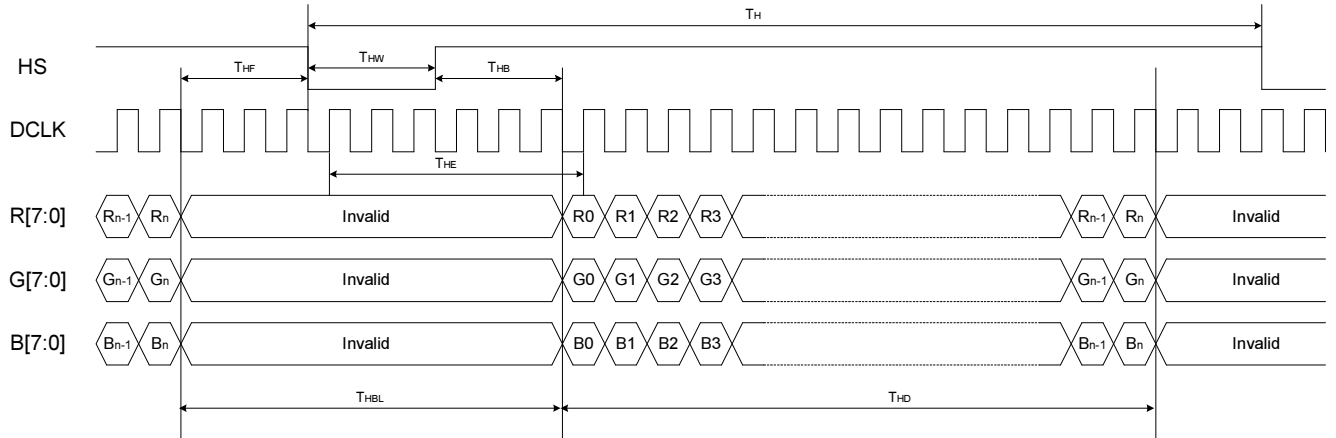 TH
HS
THF THW THB
DCLK
THE
R[7:0] Rn-1 Rn Invalid R0 R1 R2 R3 Rn-1 Rn Invalid
G[7:0] Gn-1 Gn Invalid G0 G1 G2 G3 Gn-1 Gn Invalid
B[7:0] Bn-1 Bn Invalid B0 B1 B2 B3 Bn-1 Bn Invalid
THBL THD